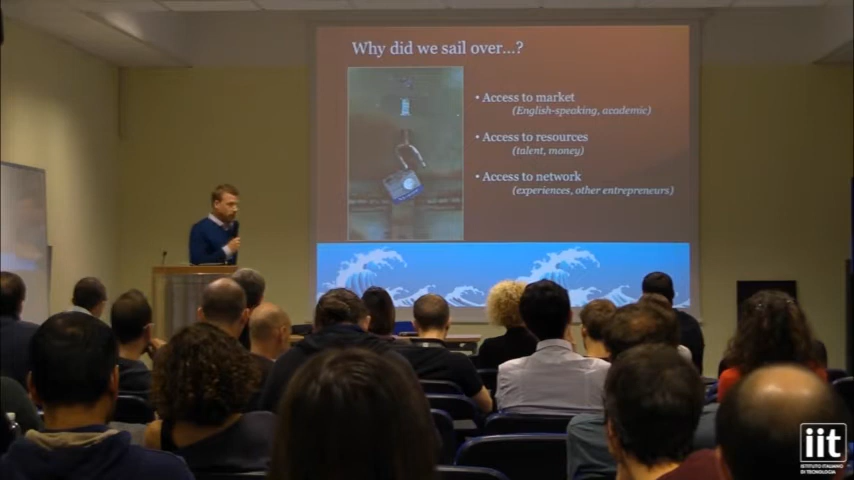 Why did we sail over...?
• Access to market
(English-speaking, academic)
• Access to resources
(talent, money)
• Access to network
(experiences, other entrepreneurs)
iit
ISTITUTO ITALIANO
DI TECNOLOGIA